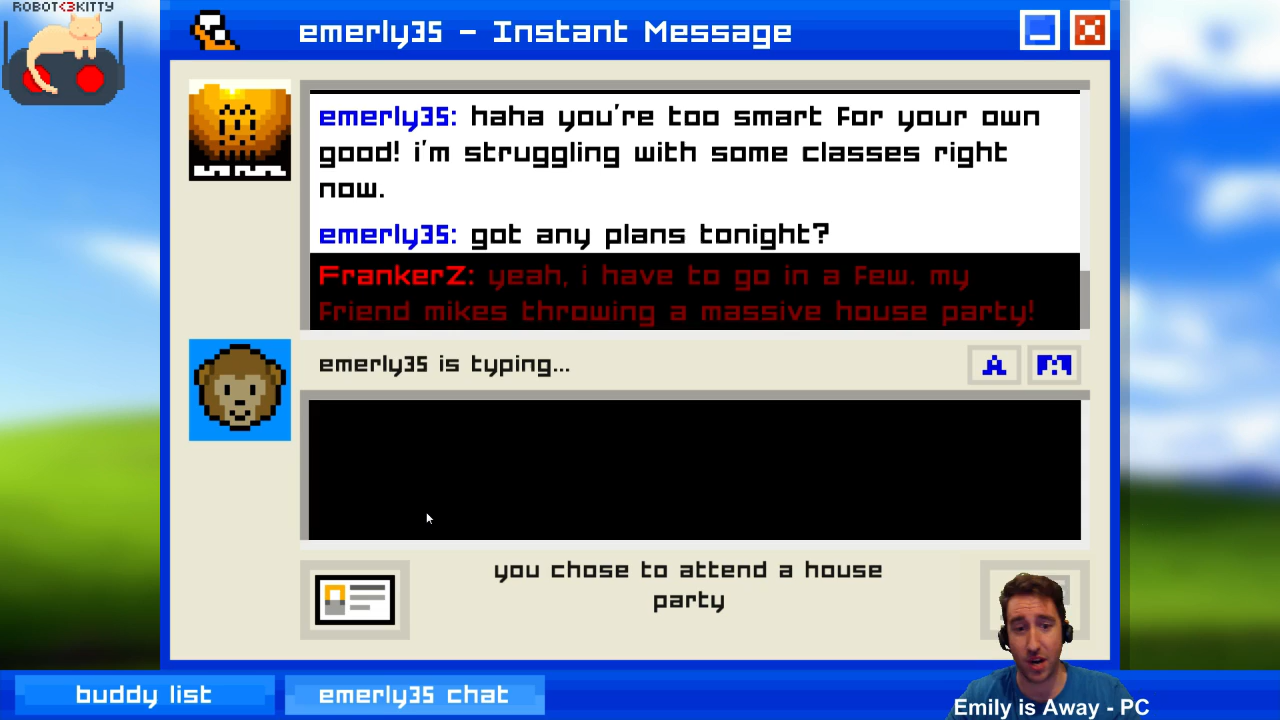 ROBOT<3KITTY
emerly35 - Instant Message
emerly35: haha you're too smart for your own
good! i'm struggling with some classes right
now.
emerly35: got any plans tonight?
FrankerZ: yeah, i have to go in a few. my
friend mikes throwing a massive house party!
emerly35 is typing...
A
you chose to attend a house
party
buddy list
emerly35 chat
Emily is Away - PC